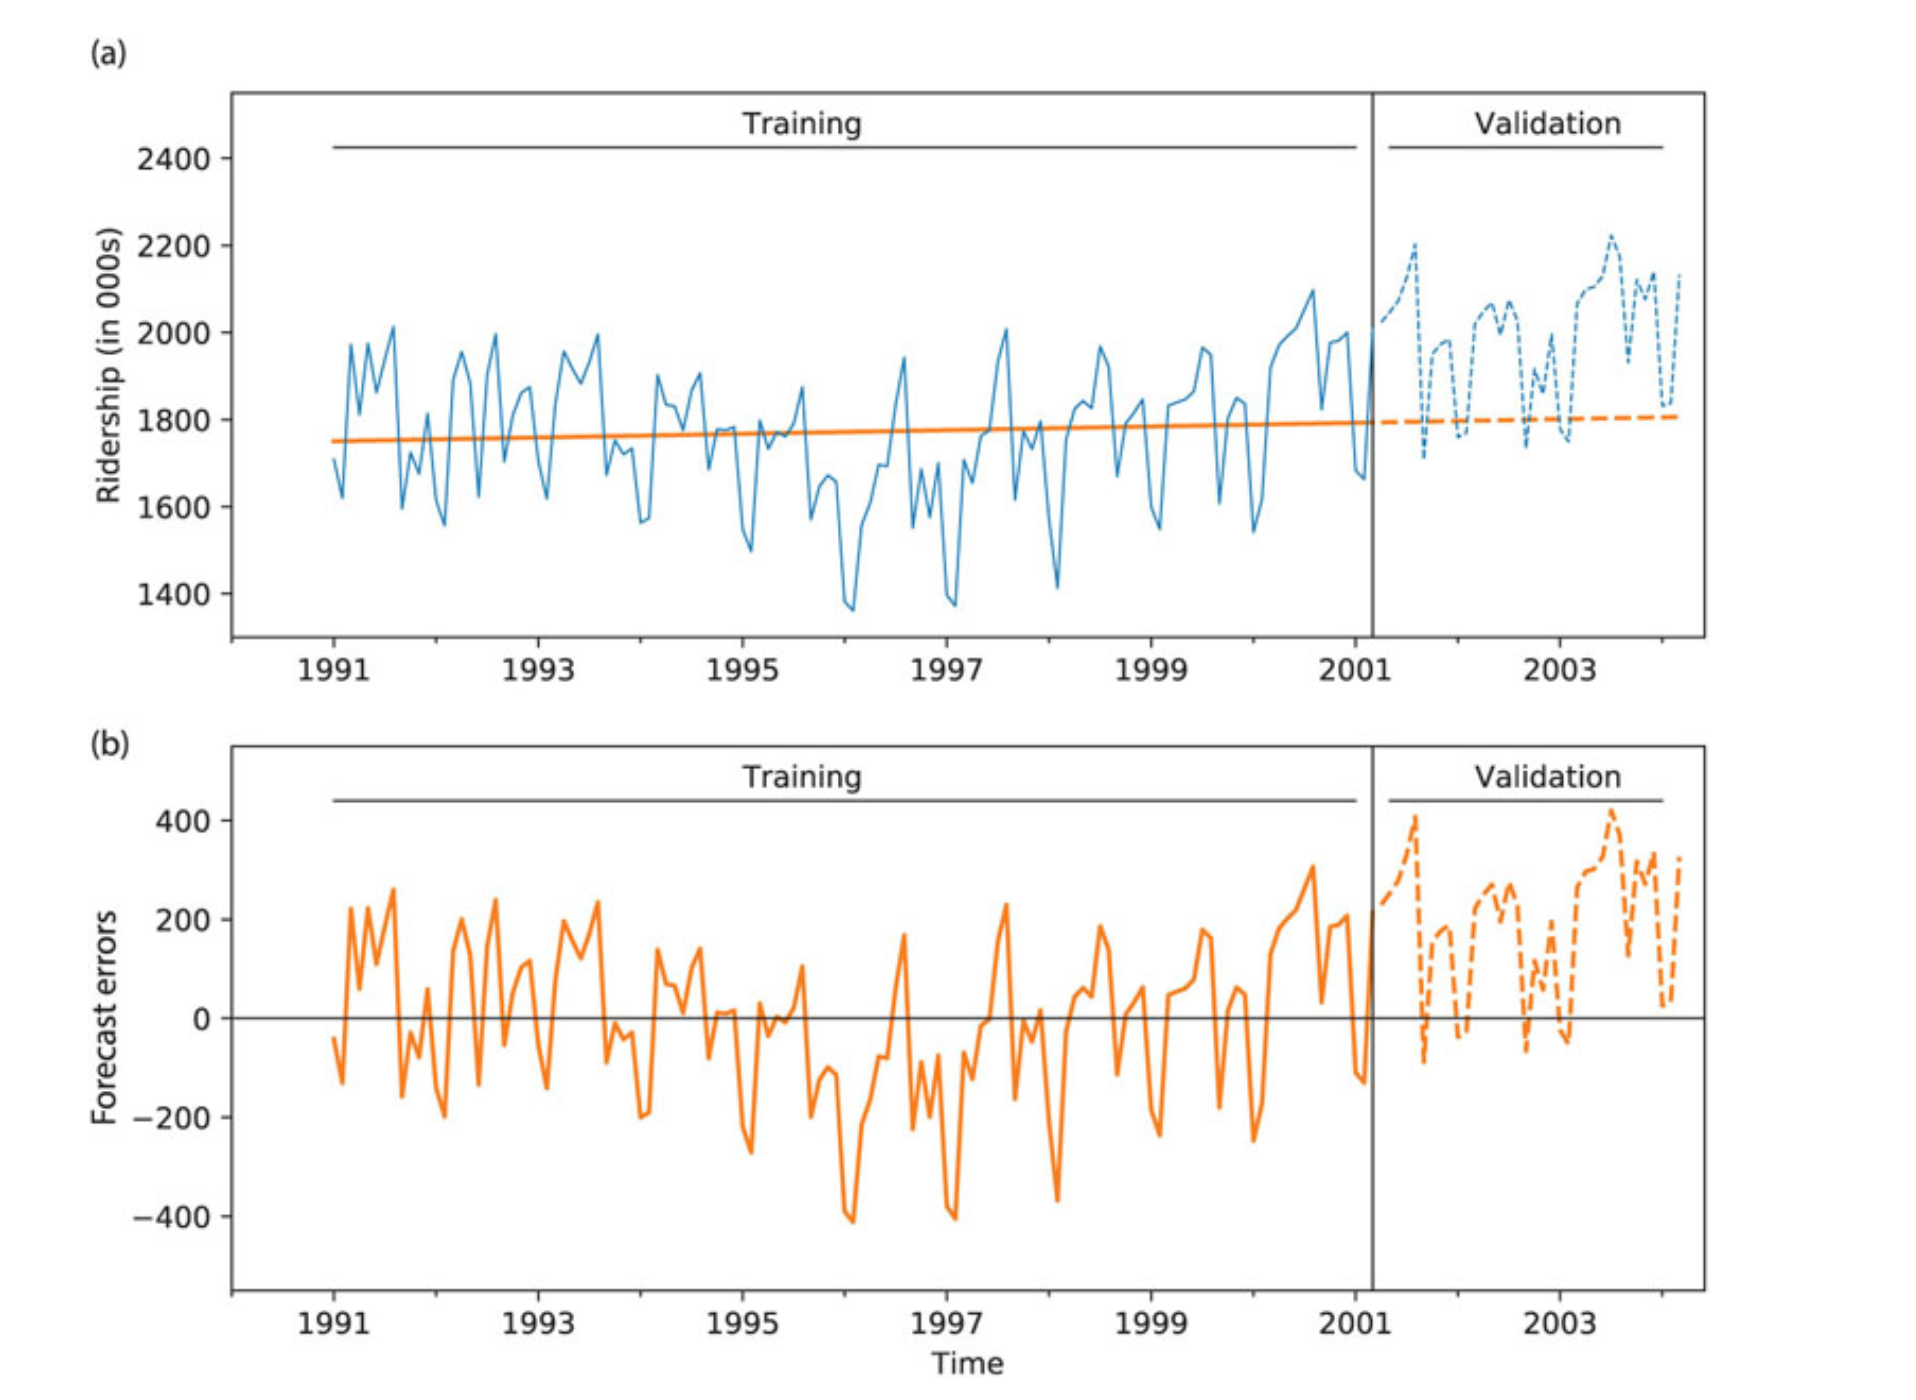 (a)
Training
Validation
2400
2200
2000
1800
1600
1400
Ridership (in 000s)
1991
1993
1995
1997
1999
2001
2003
(b)
Training
Validation
400
200
0
−200
−400
Forecast errors
1991
1993
1995
1997
1999
2001
2003
Time